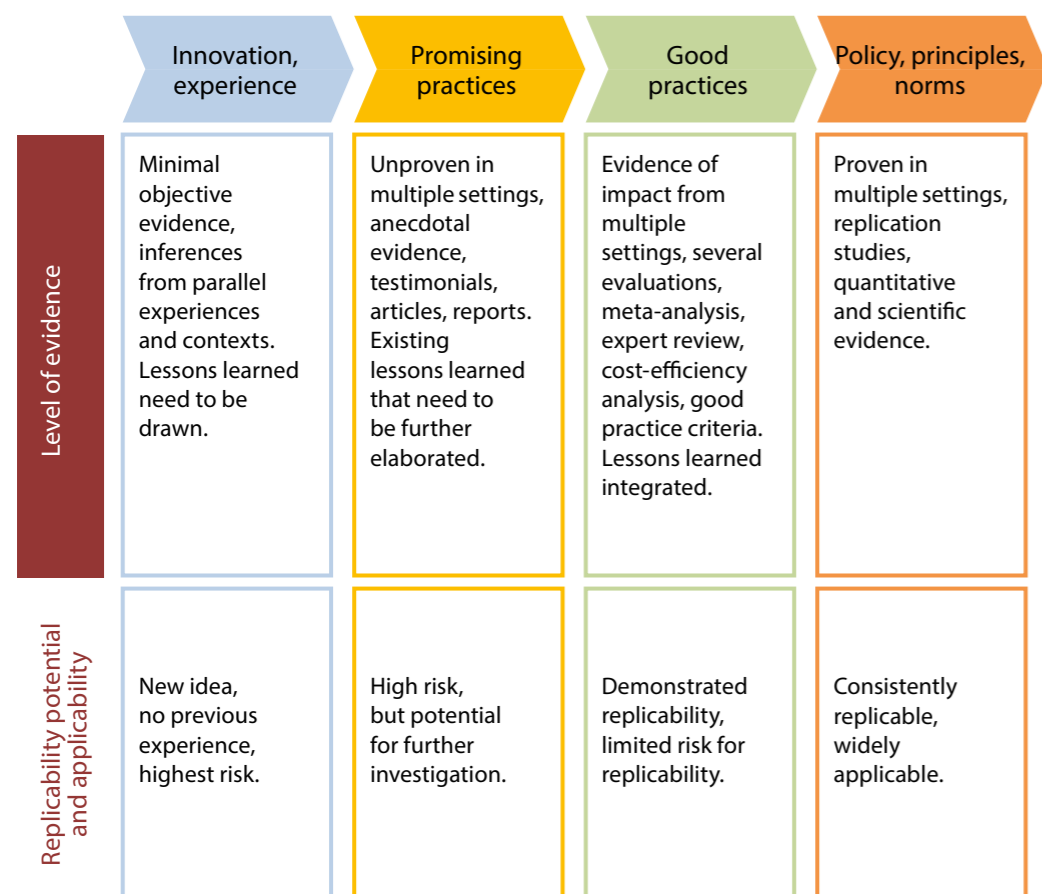 Innovation,
experience
Promising
practices
Good
practices
Policy, principles,
norms
Level of evidence
Minimal
objective
evidence,
inferences
from parallel
experiences
and contexts.
Lessons learned
need to be
drawn.
Unproven in
multiple settings,
anecdotal
evidence,
testimonials,
articles, reports.
Existing
lessons learned
that need to
be further
elaborated.
Evidence of
impact from
multiple
settings, several
evaluations,
meta-analysis,
expert review,
cost-efficiency
analysis, good
practice criteria.
Lessons learned
integrated.
Proven in
multiple settings,
replication
studies,
quantitative
and scientific
evidence.
Replicability potential
and applicability
New idea,
no previous
experience,
highest risk.
High risk,
but potential
for further
investigation.
Demonstrated
replicability,
limited risk for
replicability.
Consistently
replicable,
widely
applicable.